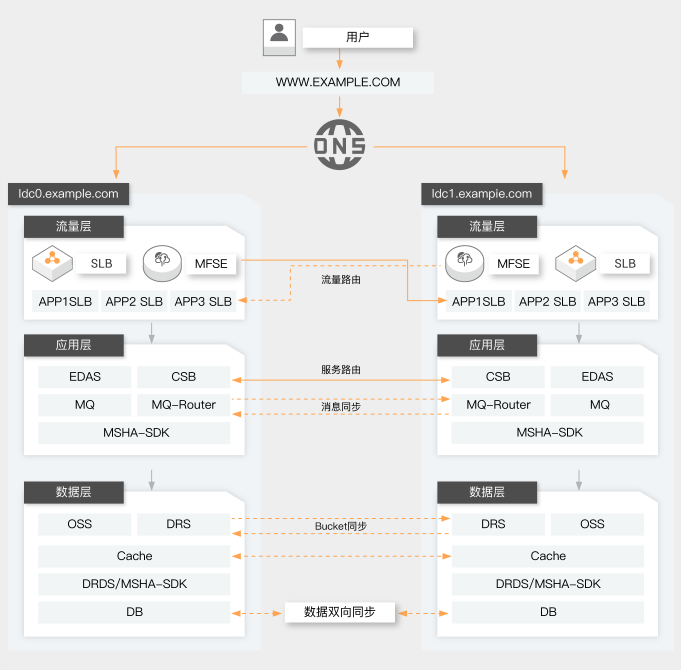 用户
WWW.EXAMPLE.COM
DNS
Idc0.example.com
流量层
SLB
MFSE
APP1SLB
APP2 SLB
APP3 SLB
应用层
EDAS
CSB
MQ
MQ-Router
MSHA-SDK
数据层
OSS
DRS
Cache
DRDS/MSHA-SDK
DB
流量路由
服务路由
消息同步
Bucket同步
数据双向同步
Idc1.exampie.com
流量层
MFSE
SLB
APP1SLB
APP2 SLB
APP3 SLB
应用层
CSB
EDAS
MQ-Router
MQ
MSHA-SDK
数据层
DRS
OSS
Cache
DRDS/MSHA-SDK
DB